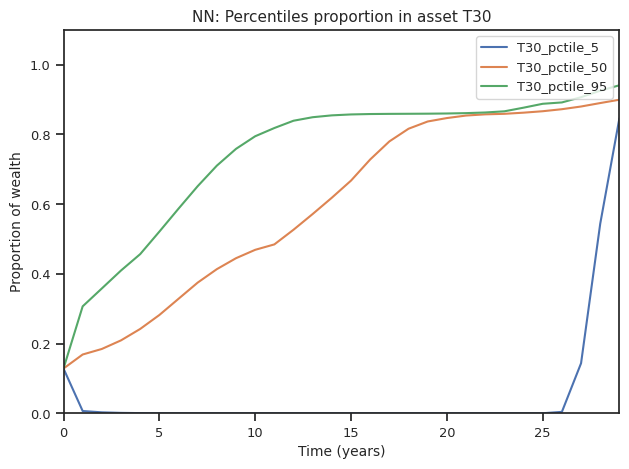 NN: Percentiles proportion in asset T30
T30_pctile_5
T30_pctile_50
T30_pctile_95
Proportion of wealth
1.0
0.8
0.6
0.4
0.2
0.0
0 5 10 15 20 25
Time (years)